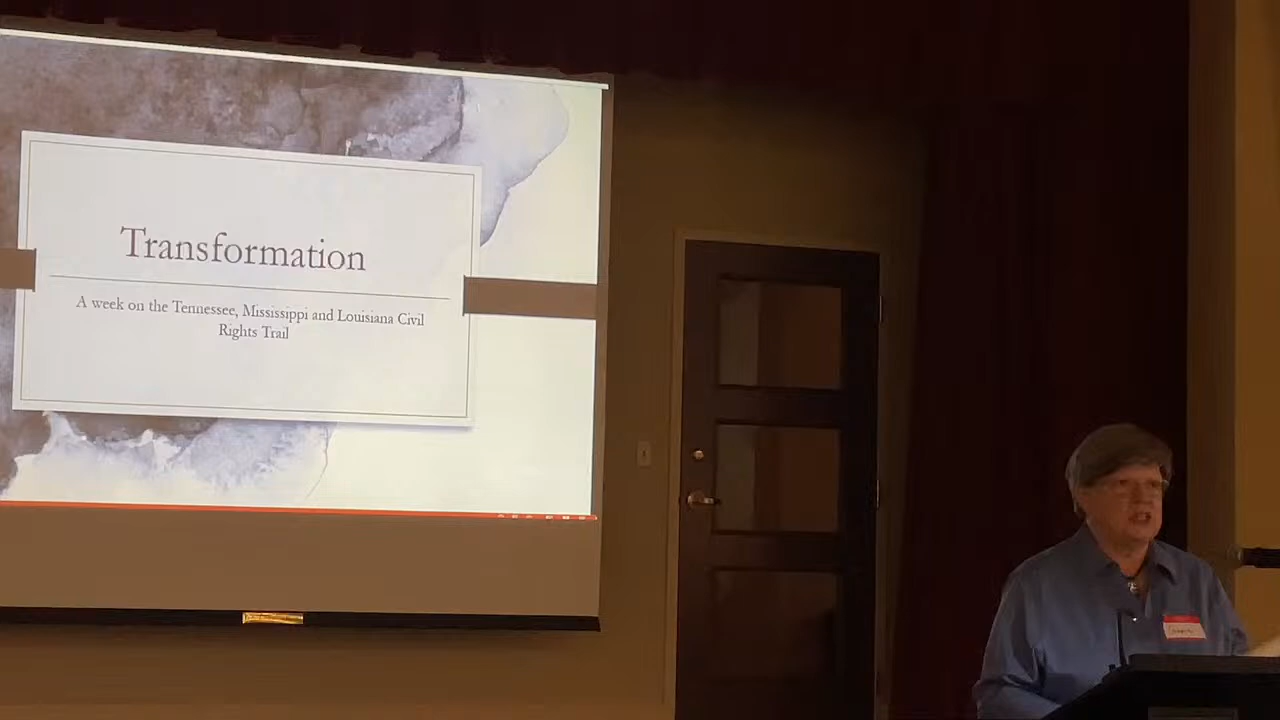 Transformation
A week on the Tennessee, Mississippi and Louisiana Civil
Rights Trail